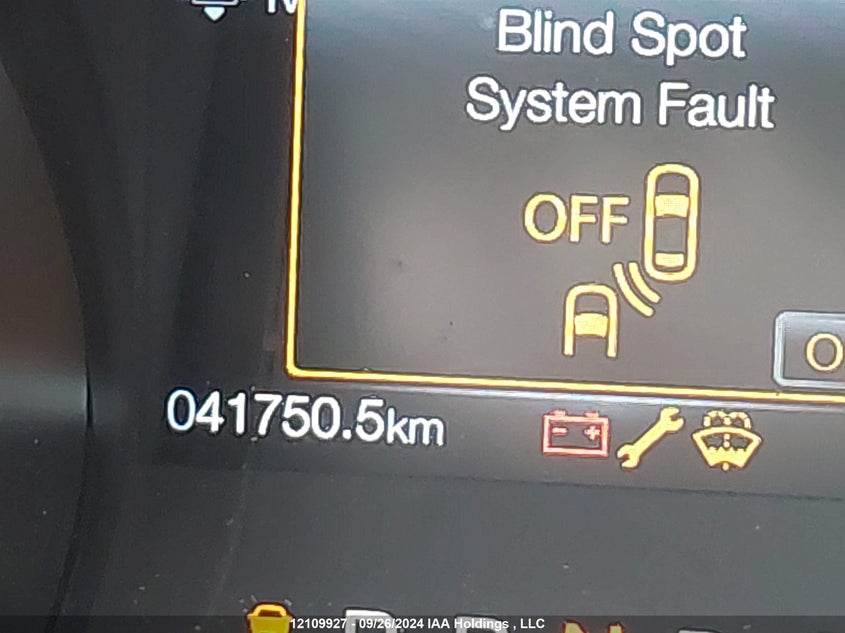 Blind Spot
System Fault
OFF
041750.5km
12109927 - 09/26/2024 IAA Holdings , LLC